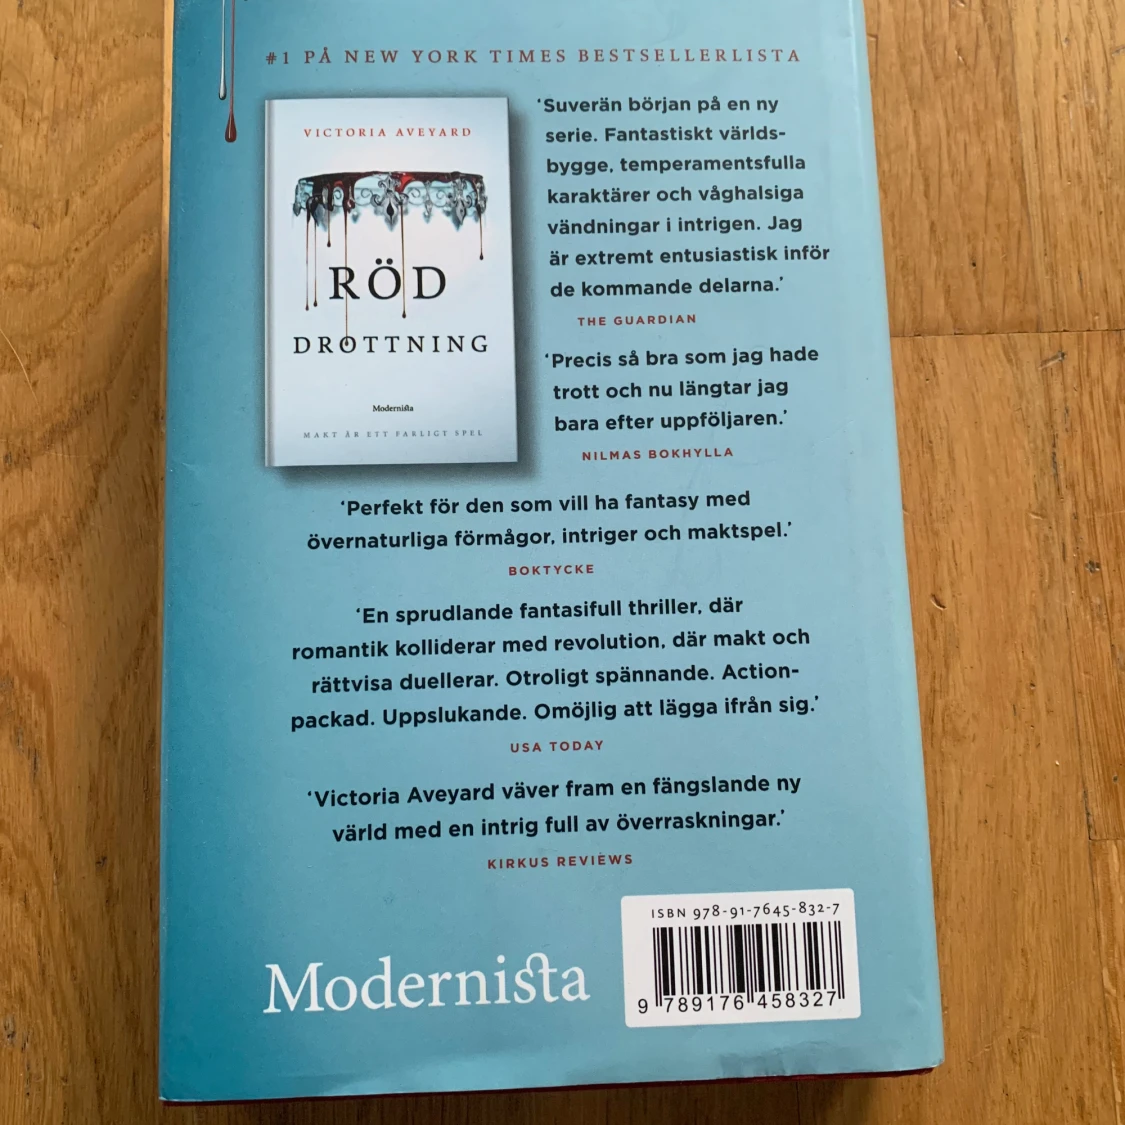 #1 PÅ NEW YORK TIMES BESTSELLERLISTA
VICTORIA AVEYARD
RÖD
DROTTNING
Modernista
MAKT ÄR ETT FARLIGT SPEL
‘Suverän början på en ny
serie. Fantastiskt världs-
bygge, temperamentsfulla
karaktärer och våghalsiga
vändningar i intrigen. Jag
är extremt entusiastisk inför
de kommande delarna.’
THE GUARDIAN
‘Precis så bra som jag hade
trott och nu längtar jag
bara efter uppföljaren.’
NILMAS BOKHYLLA
‘Perfekt för den som vill ha fantasy med
övernaturliga förmågor, intriger och maktspel.’
BOKTYCKE
‘En sprudlande fantasifull thriller, där
romantik kolliderar med revolution, där makt och
rättvisa duellerar. Otroligt spännande. Action-
packad. Uppslukande. Omöjlig att lägga ifrån sig.’
USA TODAY
‘Victoria Aveyard väver fram en fängslande ny
värld med en intrig full av överraskningar.’
KIRKUS REVIEWS
Modernista
ISBN 978-91-7645-832-7
9 789176 458327